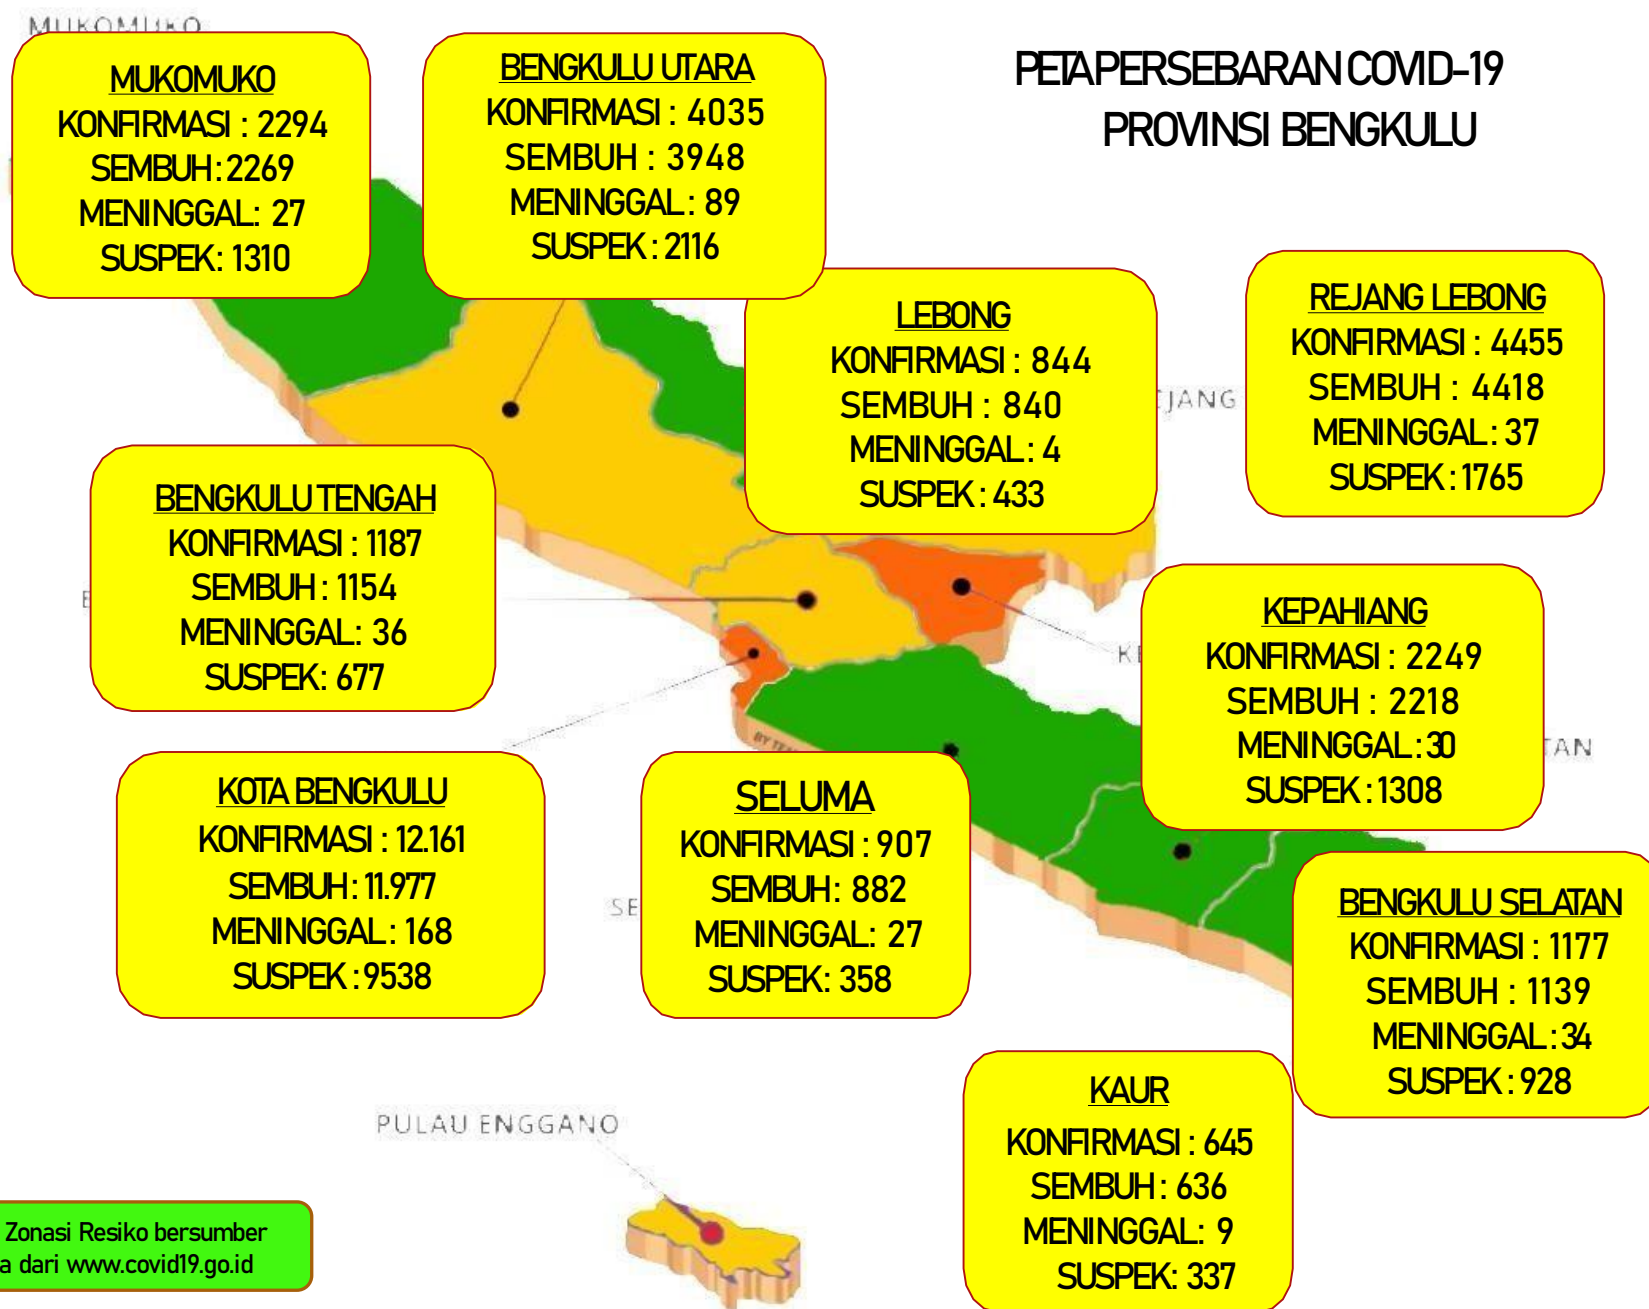 MUKOMUKO
PETA PERSEBARAN COVID-19
PROVINSI BENGKULU
MUKOMUKO
KONFIRMASI : 2294
SEMBUH : 2269
MENINGGAL : 27
SUSPEK : 1310
BENGKULU UTARA
KONFIRMASI : 4035
SEMBUH : 3948
MENINGGAL : 89
SUSPEK : 2116
LEBONG
KONFIRMASI : 844
SEMBUH : 840
MENINGGAL : 4
SUSPEK : 433
EJANG
REJANG LEBONG
KONFIRMASI : 4455
SEMBUH : 4418
MENINGGAL : 37
SUSPEK : 1765
BENGKULU TENGAH
KONFIRMASI : 1187
SEMBUH : 1154
MENINGGAL : 36
SUSPEK : 677
KE
KEPAHIANG
KONFIRMASI : 2249
SEMBUH : 2218
MENINGGAL : 30
SUSPEK : 1308
TAN
KOTA BENGKULU
KONFIRMASI : 12.161
SEMBUH : 11.977
MENINGGAL : 168
SUSPEK : 9538
SE
SELUMA
KONFIRMASI : 907
SEMBUH : 882
MENINGGAL : 27
SUSPEK : 358
BENGKULU SELATAN
KONFIRMASI : 1177
SEMBUH : 1139
MENINGGAL : 34
SUSPEK : 928
KAUR
KONFIRMASI : 645
SEMBUH : 636
MENINGGAL : 9
SUSPEK : 337
PULAU ENGGANO
Zonasi Resiko bersumber
a dari www.covid19.go.id